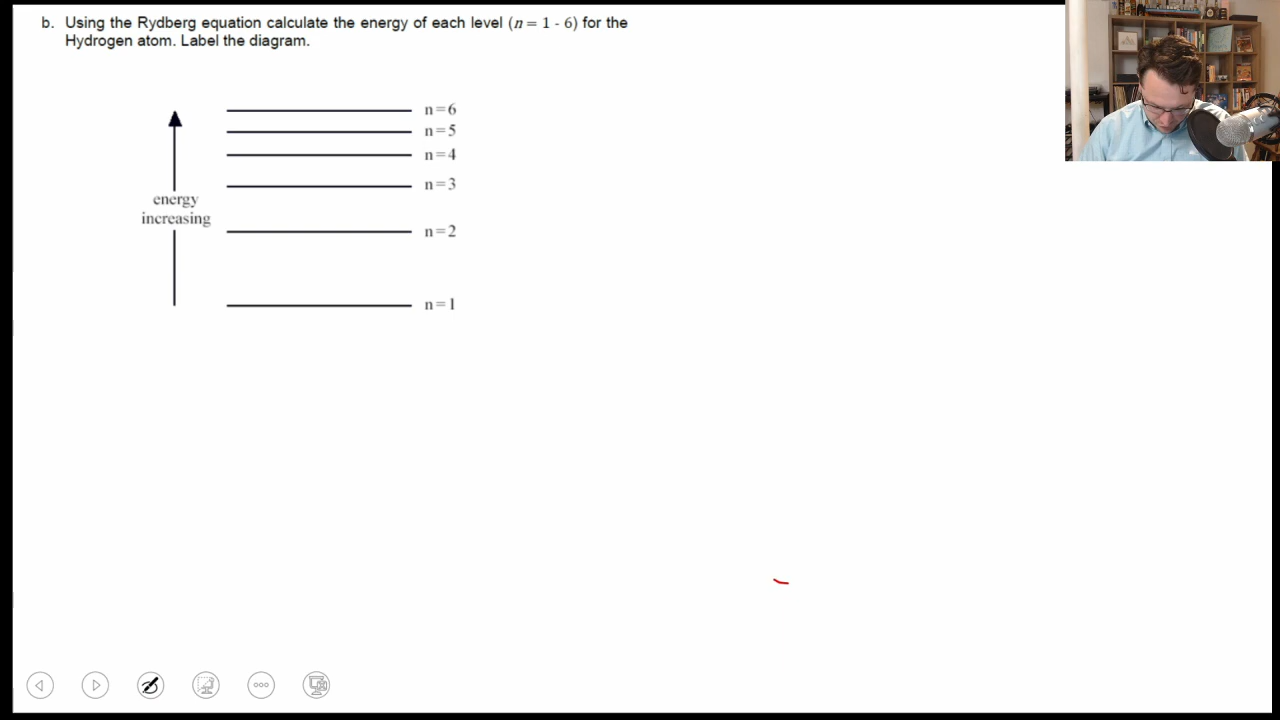 b. Using the Rydberg equation calculate the energy of each level (n = 1 - 6) for the
Hydrogen atom. Label the diagram.
n=6
n=5
n=4
n=3
energy
increasing
n=2
n=1